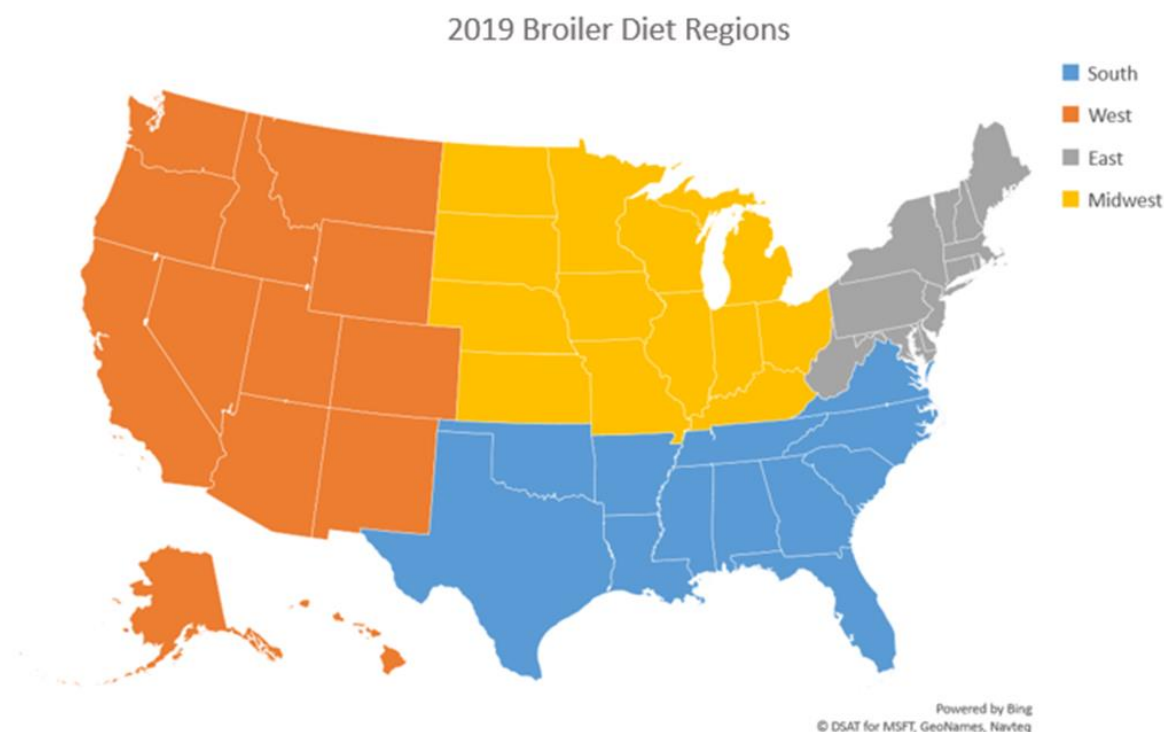 2019 Broiler Diet Regions
South
West
East
Midwest
Powered by Bing
© DSAT for MSFT, GeoNames, Navteq